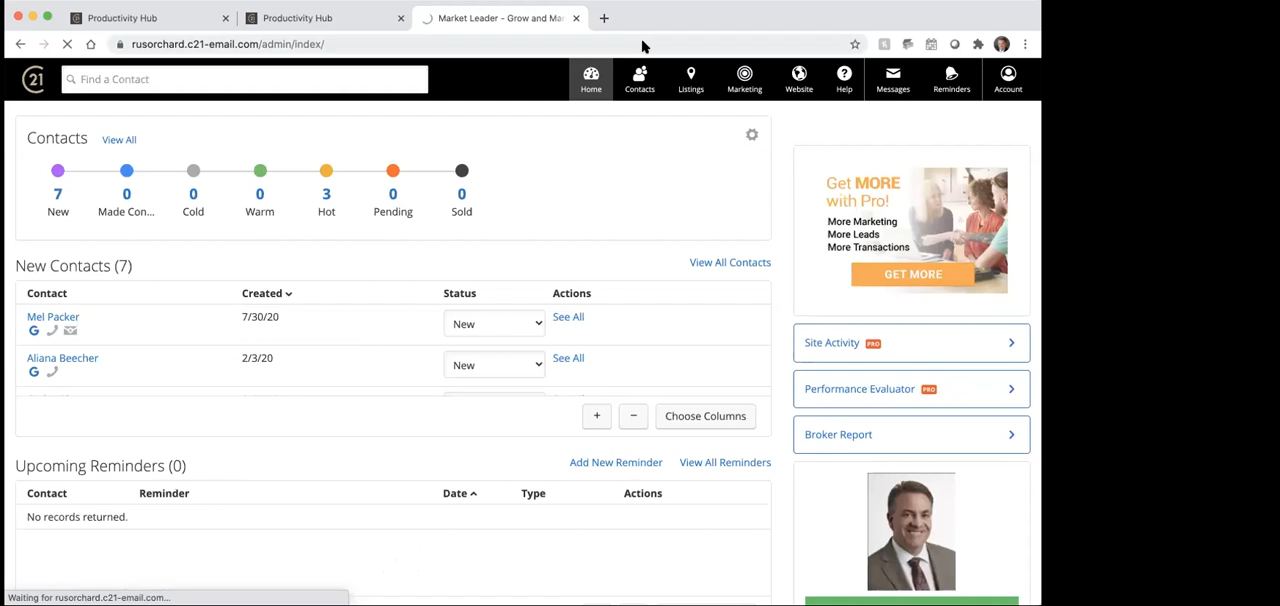 Productivity Hub
Productivity Hub
Market Leader - Grow and Mar
rusorchard.c21-email.com/admin/index/
21
Find a Contact
Home
Contacts
Listings
Marketing
Website
Help
Messages
Reminders
Account
Contacts View All
7 0 0 0 3 0 0
New Made Con... Cold Warm Hot Pending Sold
New Contacts (7) View All Contacts
Contact Created Status Actions
Mel Packer 7/30/20 New See All
Aliana Beecher 2/3/20 New See All
+ − Choose Columns
Upcoming Reminders (0) Add New Reminder View All Reminders
Contact Reminder Date Type Actions
No records returned.
Get MORE
with Pro!
More Marketing
More Leads
More Transactions
GET MORE
Site Activity PRO
Performance Evaluator PRO
Broker Report
Waiting for rusorchard.c21-email.com...